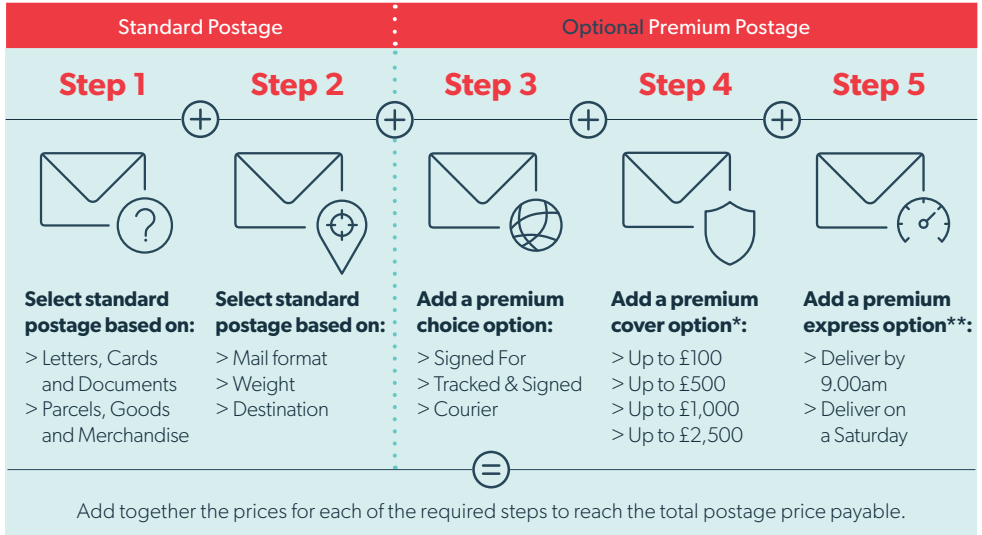 Standard Postage
Optional Premium Postage
Step 1
Step 2
Step 3
Step 4
Step 5
?
Select standard
postage based on:
> Letters, Cards
and Documents
> Parcels, Goods
and Merchandise
Select standard
postage based on:
> Mail format
> Weight
> Destination
Add a premium
choice option:
> Signed For
> Tracked & Signed
> Courier
Add a premium
cover option*:
> Up to £100
> Up to £500
> Up to £1,000
> Up to £2,500
Add a premium
express option**:
> Deliver by
9.00am
> Deliver on
a Saturday
Add together the prices for each of the required steps to reach the total postage price payable.